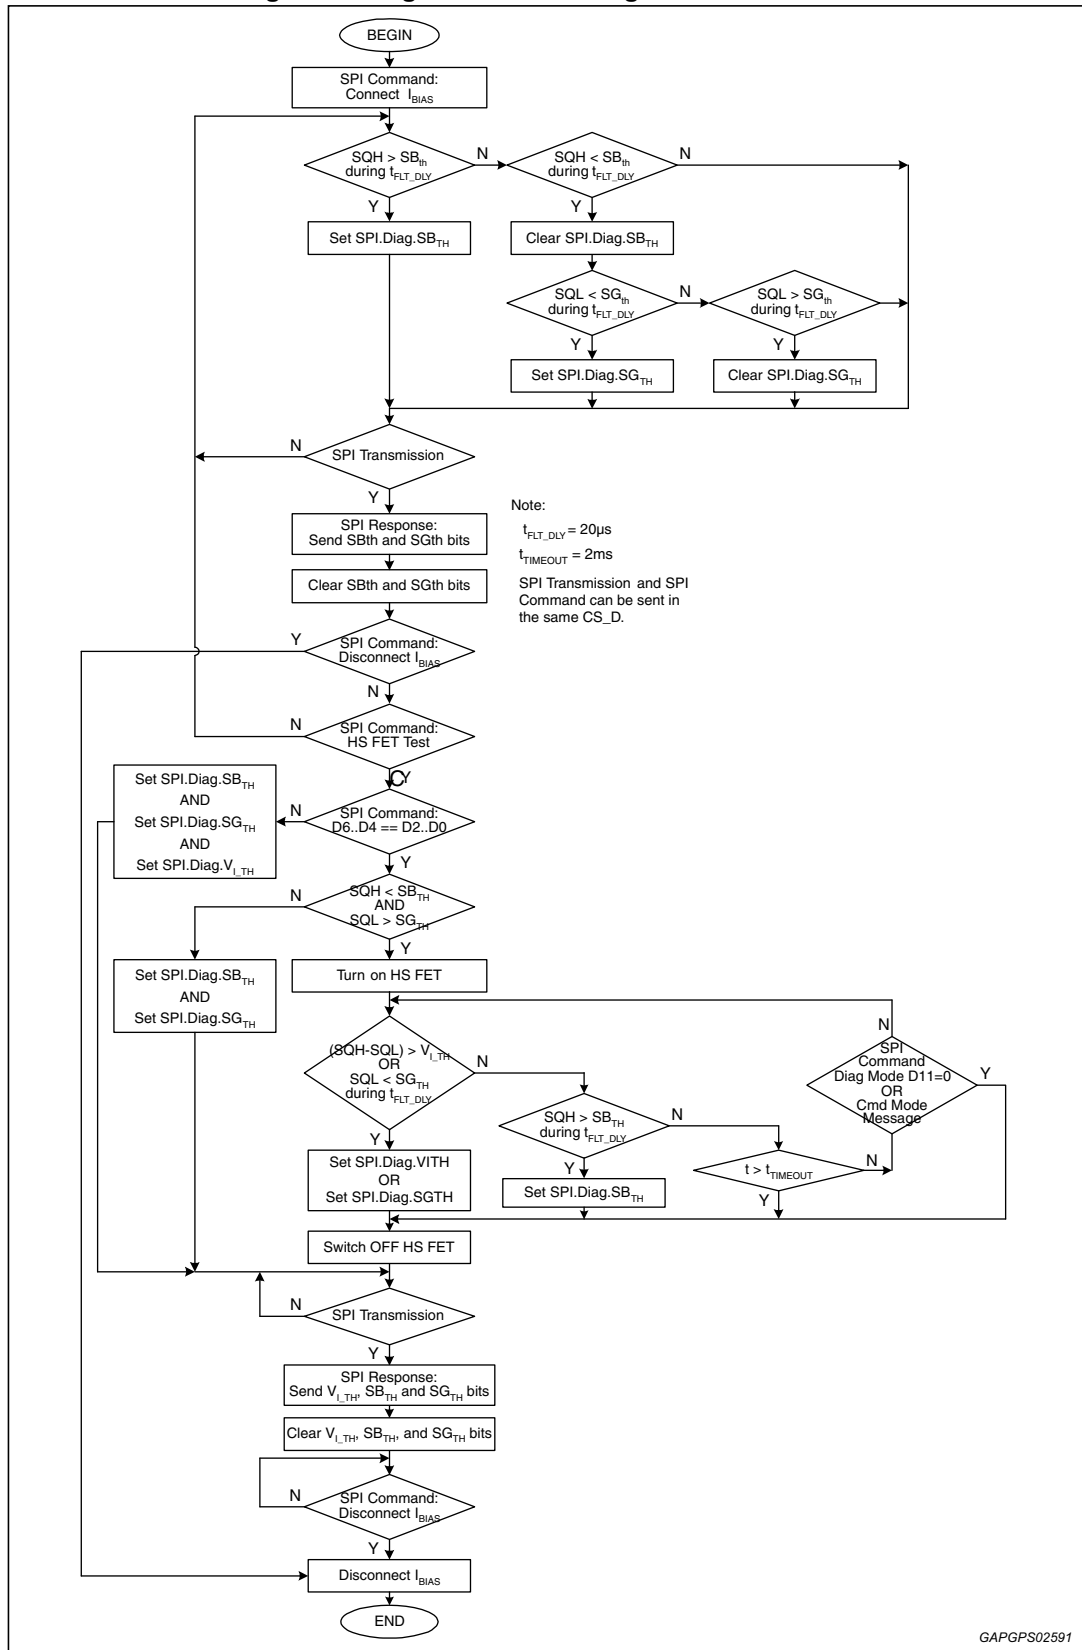 BEGIN
SPI Command:
Connect I_BIAS
SQH > SB_th
during t_FLT_DLY
N
SQH < SB_th
during t_FLT_DLY
N
Y
Y
Set SPI.Diag.SB_TH
Clear SPI.Diag.SB_TH
SQL < SG_th
during t_FLT_DLY
N
SQL > SG_th
during t_FLT_DLY
N
Y
Y
Set SPI.Diag.SG_TH
Clear SPI.Diag.SG_TH
N
SPI Transmission
Y
SPI Response:
Send SBth and SGth bits
Clear SBth and SGth bits
Note:
t_FLT_DLY = 20µs
t_TIMEOUT = 2ms
SPI Transmission and SPI
Command can be sent in
the same CS_D.
Y
SPI Command:
Disconnect I_BIAS
N
N
SPI Command:
HS FET Test
CY
Set SPI.Diag.SB_TH
AND
Set SPI.Diag.SG_TH
AND
Set SPI.Diag.V_I_TH
N
SPI Command:
D6..D4 == D2..D0
Y
N
SQH < SB_TH
AND
SQL > SG_TH
Y
Set SPI.Diag.SB_TH
AND
Set SPI.Diag.SG_TH
Turn on HS FET
(SQH-SQL) > V_I_TH
OR
SQL < SG_TH
during t_FLT_DLY
N
Y
SQH > SB_TH
during t_FLT_DLY
N
Y
N
SPI
Command
Diag Mode D11=0
OR
Cmd Mode
Message
Y
t > t_TIMEOUT
N
Y
Set SPI.Diag.VITH
OR
Set SPI.Diag.SGTH
Set SPI.Diag.SB_TH
Switch OFF HS FET
N
SPI Transmission
Y
SPI Response:
Send V_I_TH, SB_TH and SG_TH bits
Clear V_I_TH, SB_TH, and SG_TH bits
N
SPI Command:
Disconnect I_BIAS
Y
Disconnect I_BIAS
END
GAPGPS02591